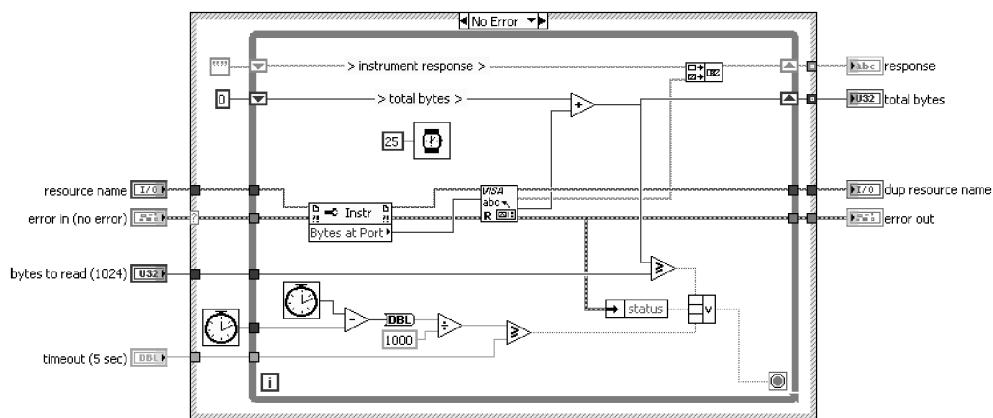 No Error
""
> instrument response >
abc
response
0
> total bytes >
+
U32
total bytes
25
resource name
I/O
VISA
abc
R
I/O
dup resource name
error in (no error)
?
Instr
Bytes at Port
error out
bytes to read (1024)
U32
≥
status
V
-
DBL
÷
1000
≥
timeout (5 sec)
DBL
i